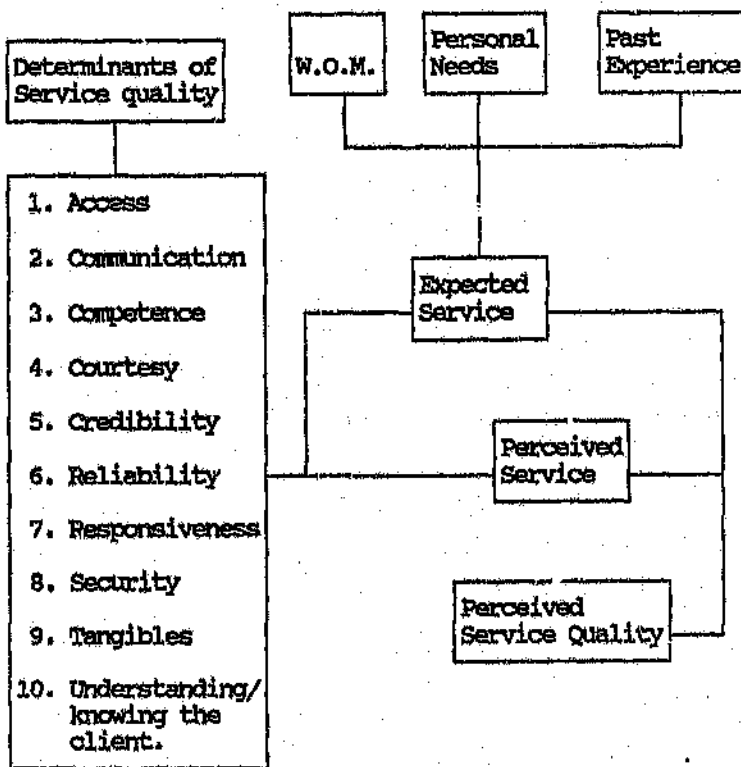 Determinants of
Service quality
W.O.M.
Personal
Needs
Past
Experience
1. Access
2. Communication
3. Competence
4. Courtesy
5. Credibility
6. Reliability
7. Responsiveness
8. Security
9. Tangibles
10. Understanding/
knowing the
client.
Expected
Service
Perceived
Service
Perceived
Service Quality